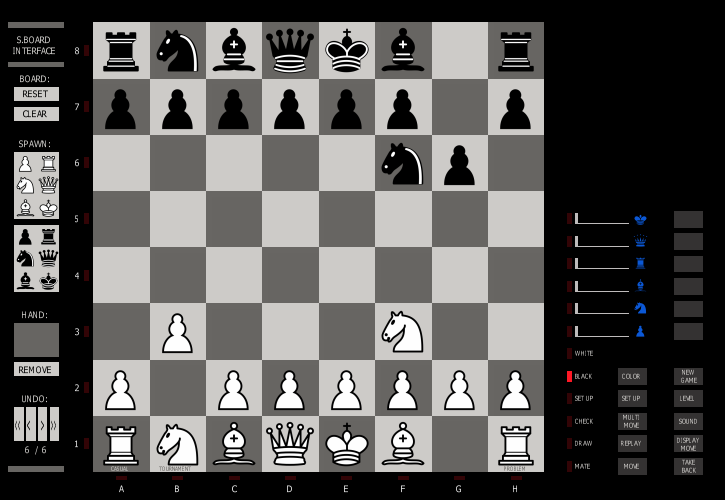 S.BOARD
INTERFACE
BOARD:
RESET
CLEAR
SPAWN:
HAND:
REMOVE
UNDO:
6 / 6
8
7
6
5
4
3
2
1
CASUAL
TOURNAMENT
PROBLEM
A B C D E F G H
WHITE
BLACK COLOR NEW
GAME
SET UP SET UP LEVEL
CHECK MULTI
MOVE SOUND
DRAW REPLAY DISPLAY
MOVE
MATE MOVE TAKE
BACK